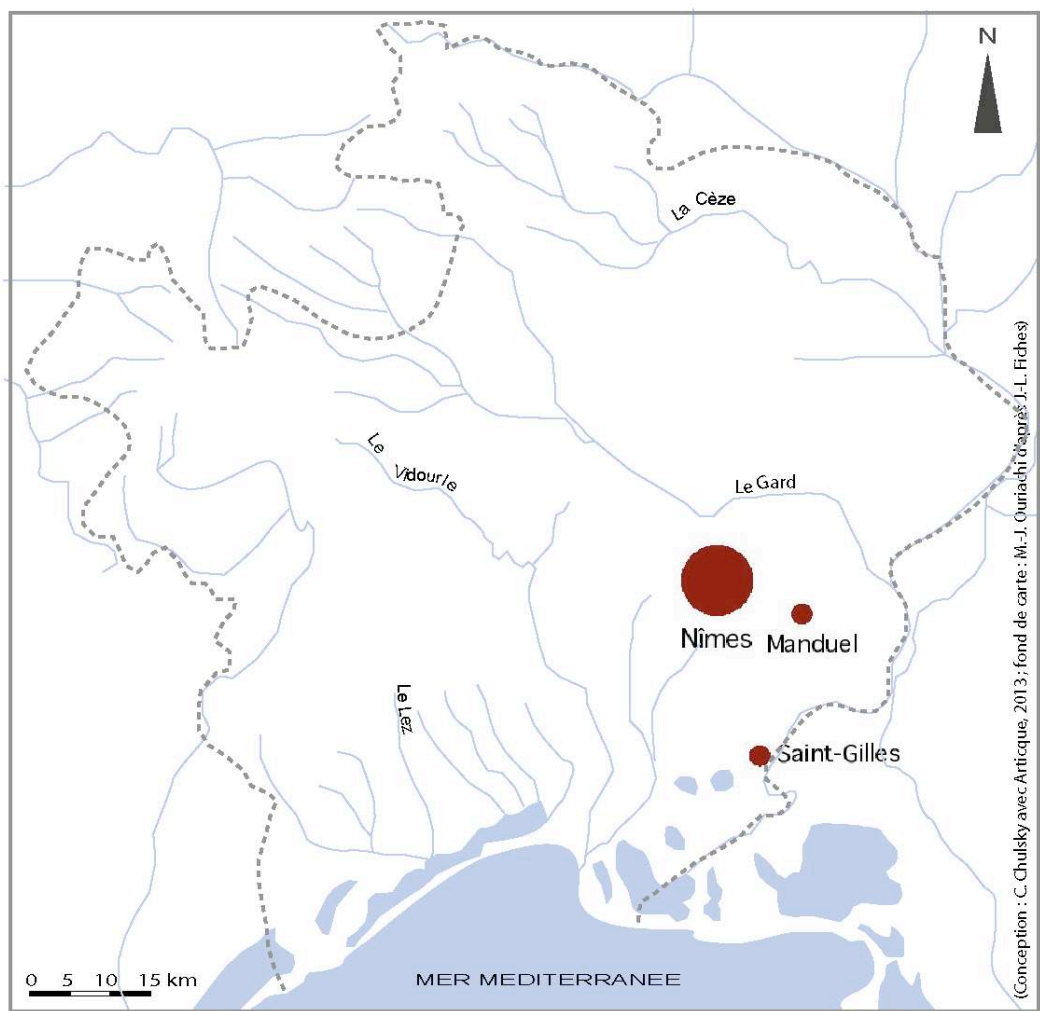 N
La Cèze
Le Vidourle
Le Gard
Nîmes
Manduel
Le Lez
Saint-Gilles
0 5 10 15 km
MER MEDITERRANEE
(Conception : C. Chulsky avec Articque, 2013 ; fond de carte : M.-J. Ouriachi d'après J.-L. Fiches)